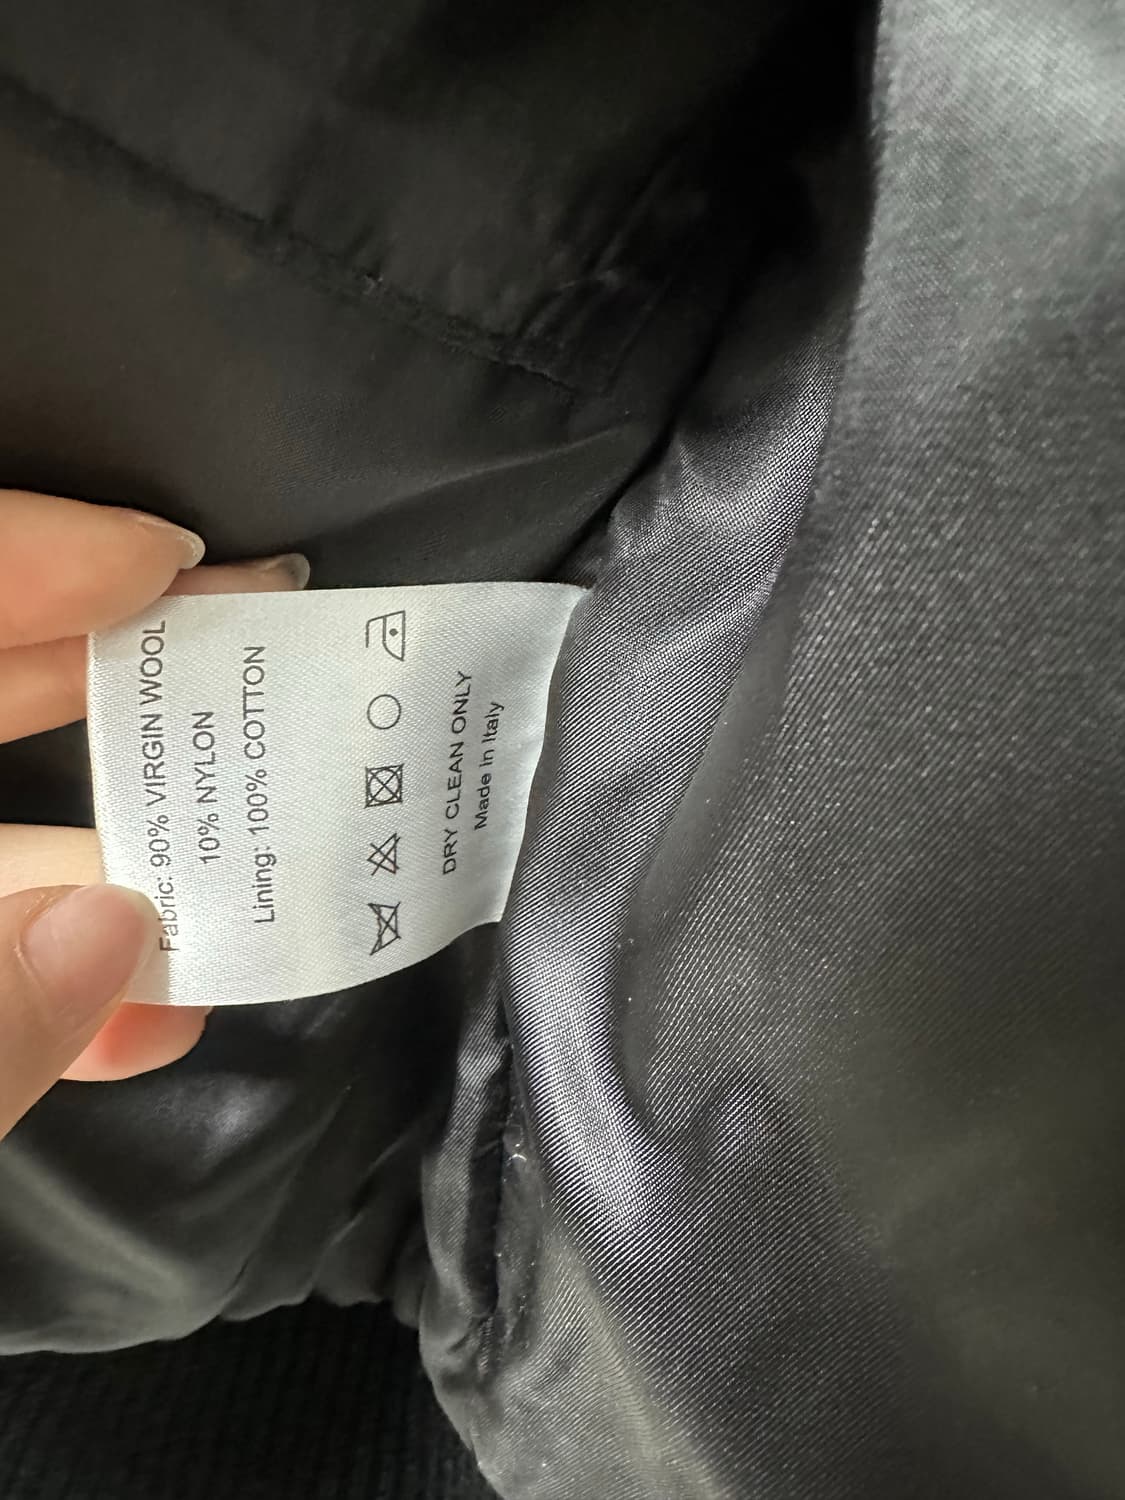 Fabric: 90% VIRGIN WOOL
10% NYLON
Lining: 100% COTTON
DRY CLEAN ONLY
Made in Italy